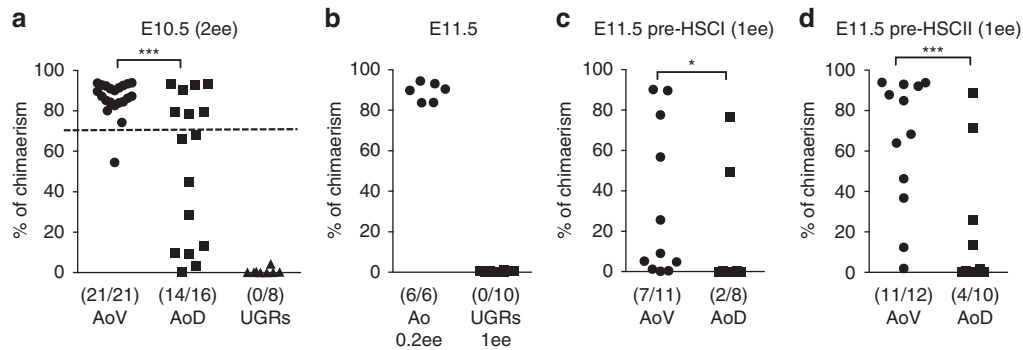 a
E10.5 (2ee)
***
% of chimaerism
100
80
60
40
20
0
(21/21) (14/16) (0/8)
AoV AoD UGRs
b
E11.5
% of chimaerism
100
80
60
40
20
0
(6/6) (0/10)
Ao UGRs
0.2ee 1ee
c
E11.5 pre-HSCI (1ee)
*
% of chimaerism
100
80
60
40
20
0
(7/11) (2/8)
AoV AoD
d
E11.5 pre-HSCII (1ee)
***
% of chimaerism
100
80
60
40
20
0
(11/12) (4/10)
AoV AoD